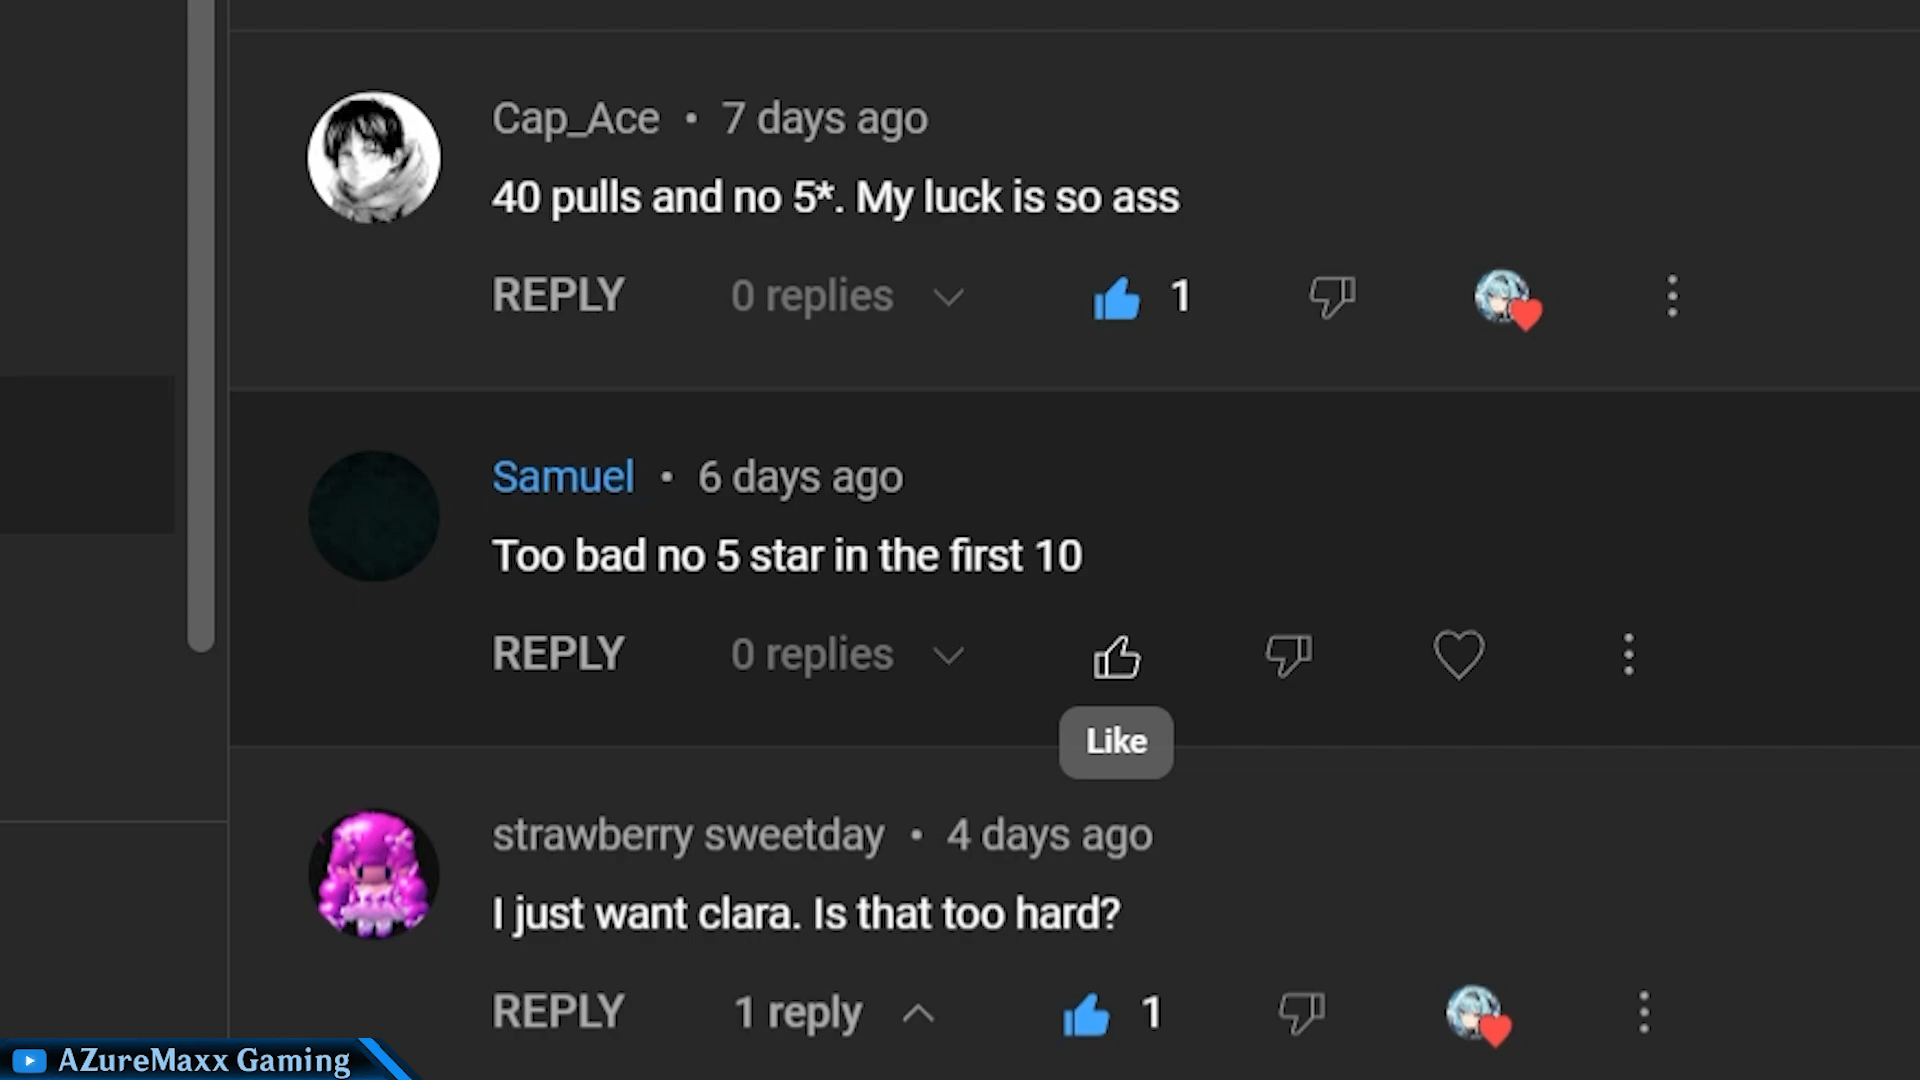 Cap_Ace • 7 days ago
40 pulls and no 5*. My luck is so ass
REPLY 0 replies 1
Samuel • 6 days ago
Too bad no 5 star in the first 10
REPLY 0 replies
Like
strawberry sweetday • 4 days ago
I just want clara. Is that too hard?
REPLY 1 reply 1
AZureMaxx Gaming